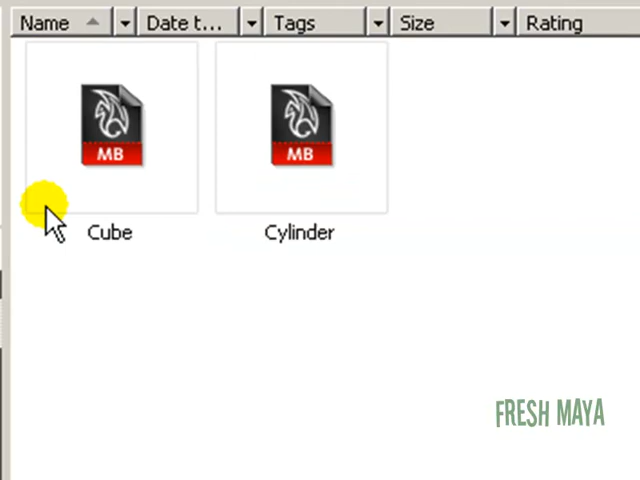 Name Date t... Tags Size Rating
MB MB
Cube Cylinder
FRESH MAYA